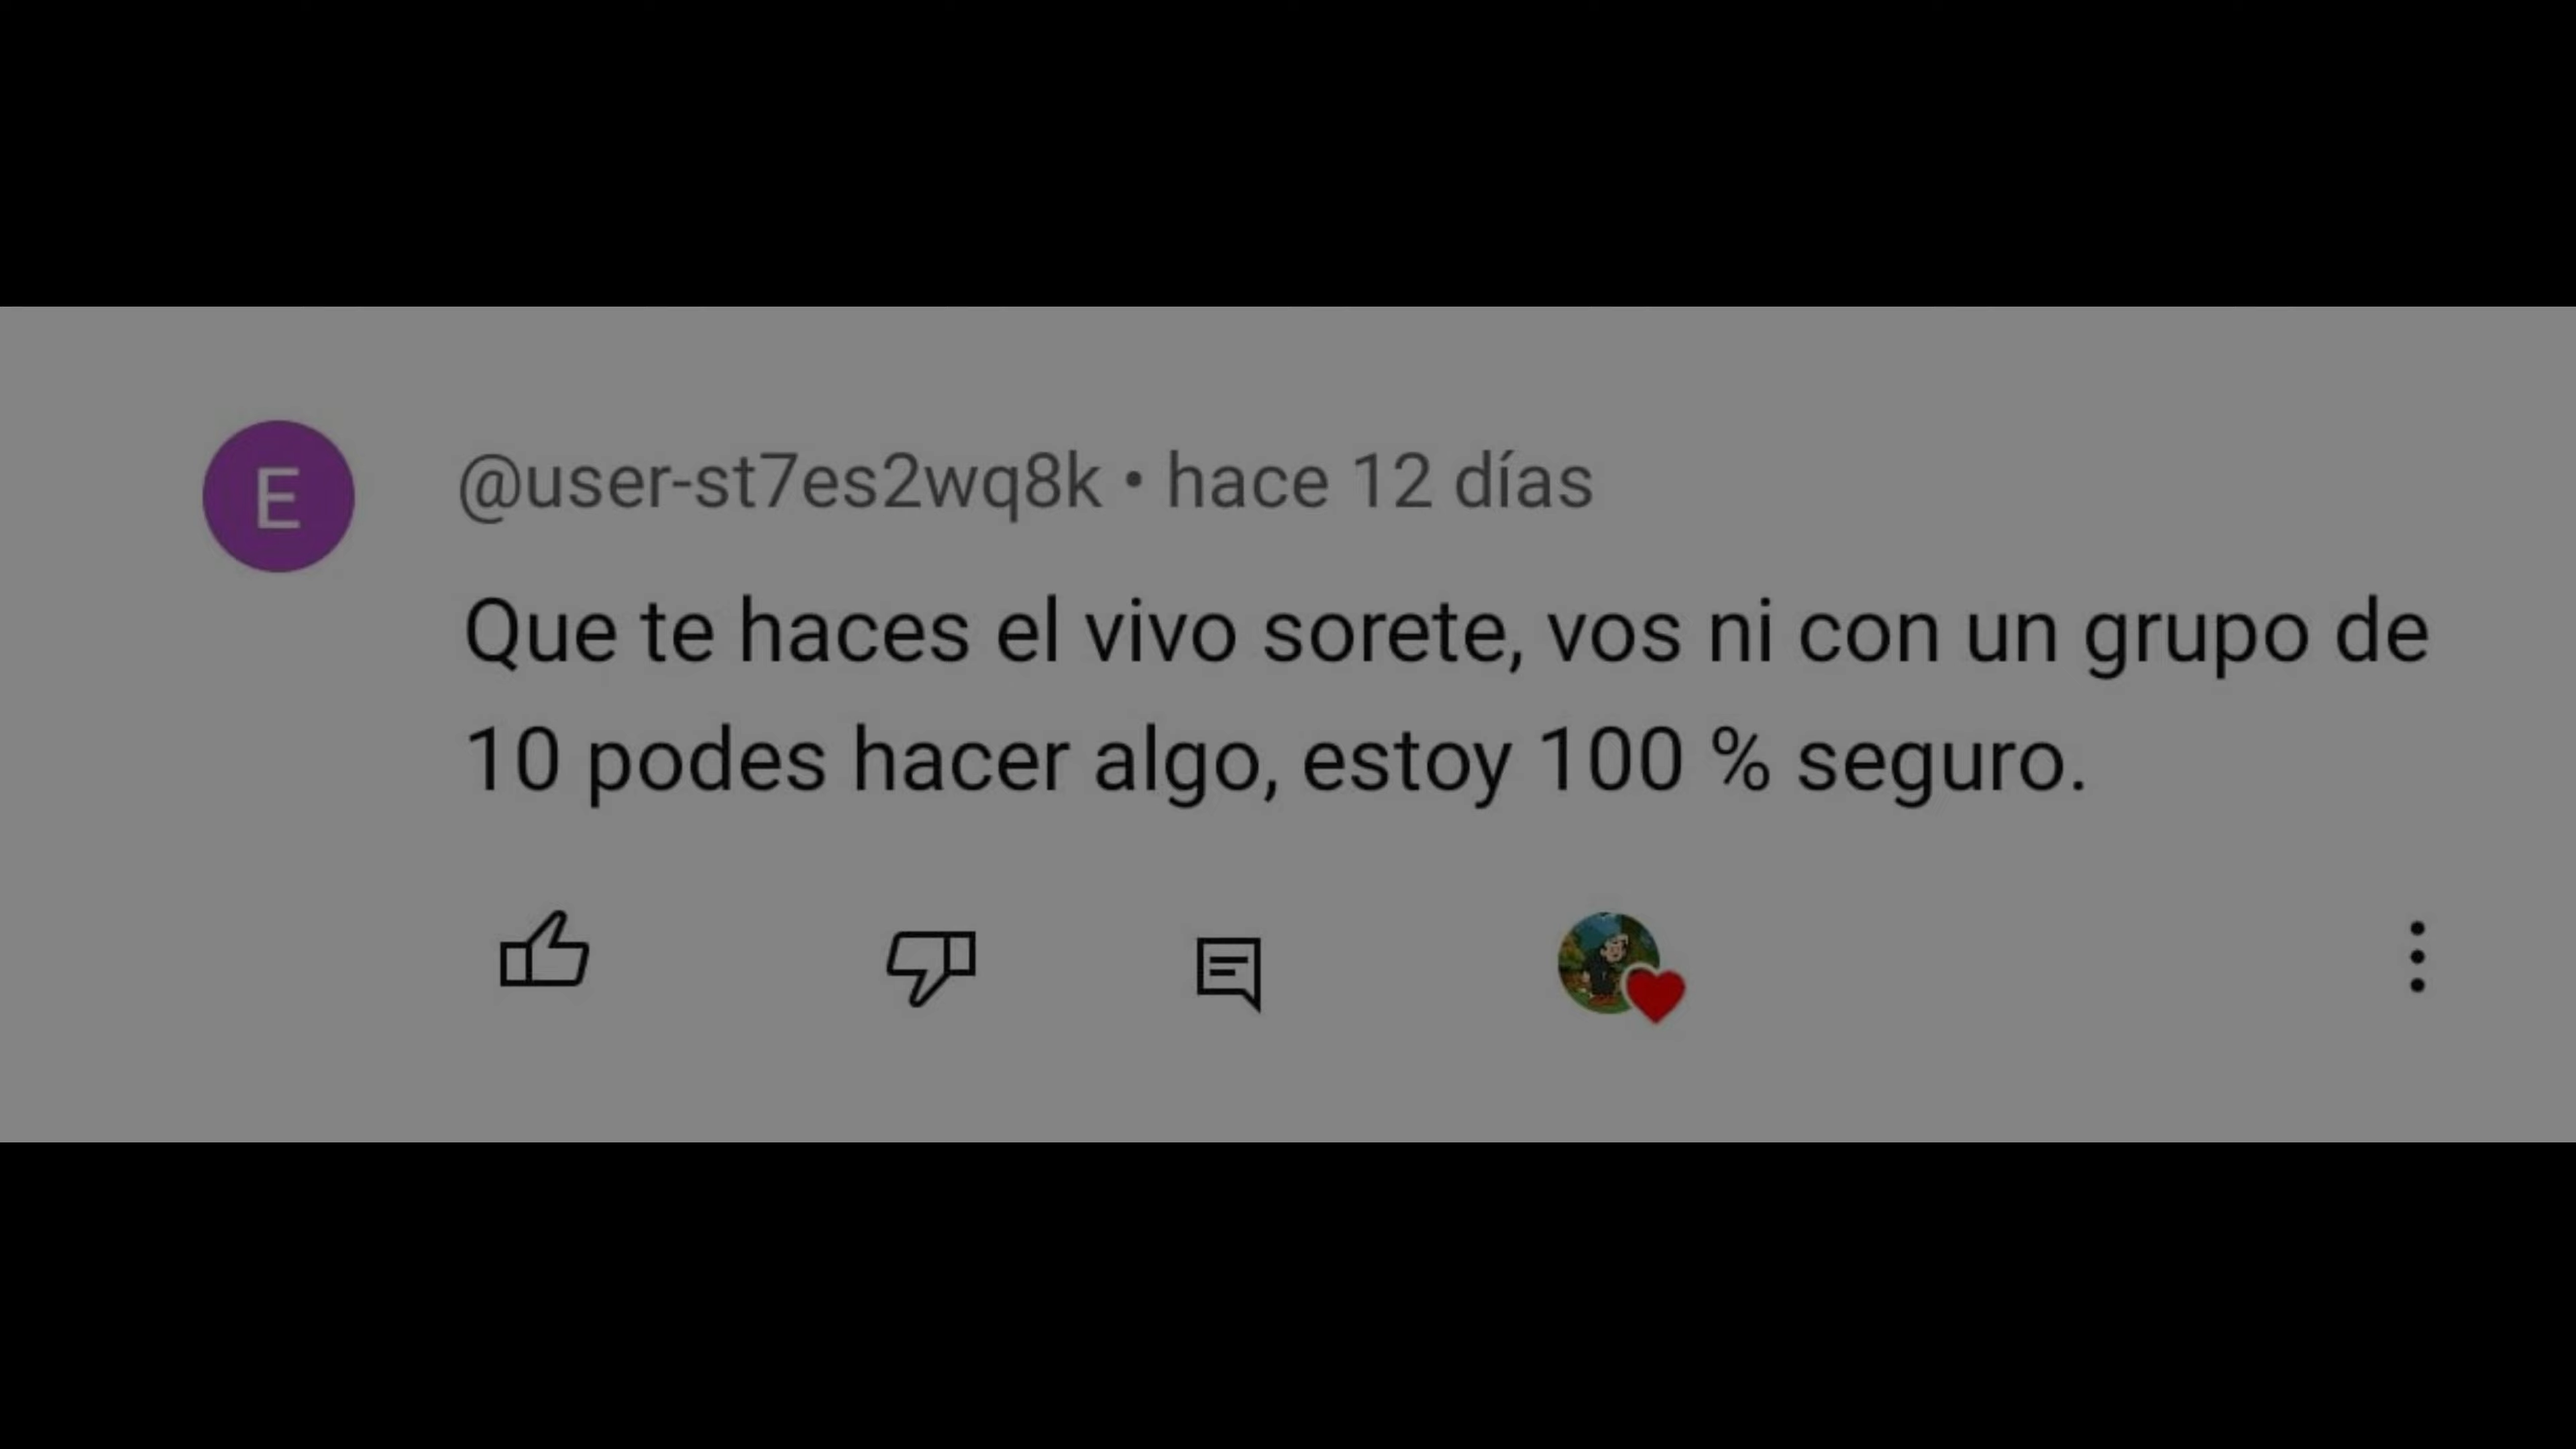 E
@user-st7es2wq8k • hace 12 días
Que te haces el vivo sorete, vos ni con un grupo de
10 podes hacer algo, estoy 100 % seguro.